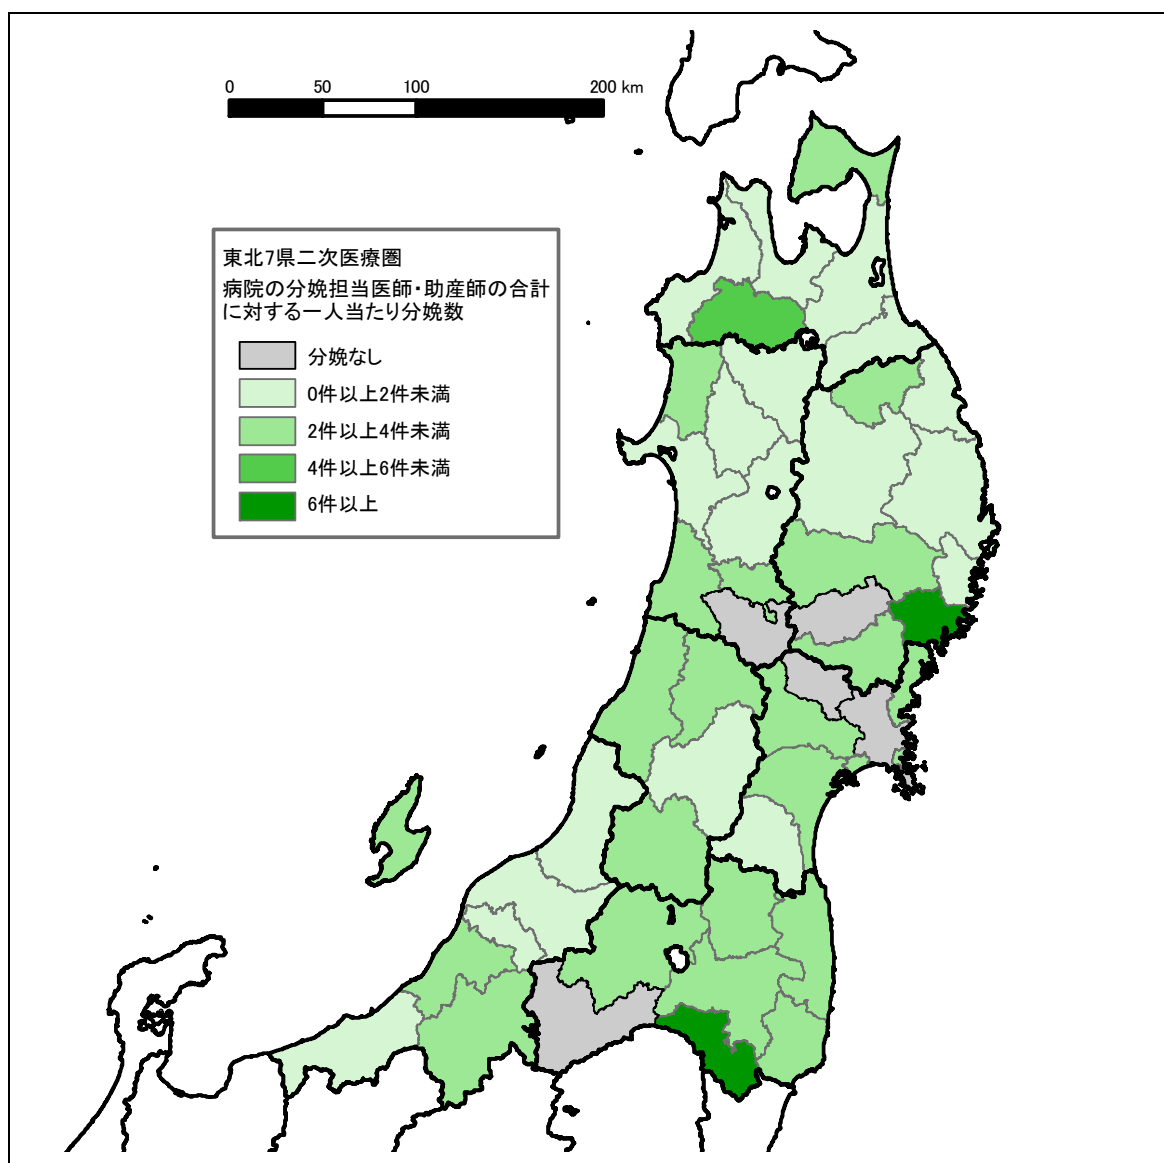 0 50 100 200 km
東北7県二次医療圏
病院の分娩担当医師・助産師の合計
に対する一人当たり分娩数
分娩なし
0件以上2件未満
2件以上4件未満
4件以上6件未満
6件以上